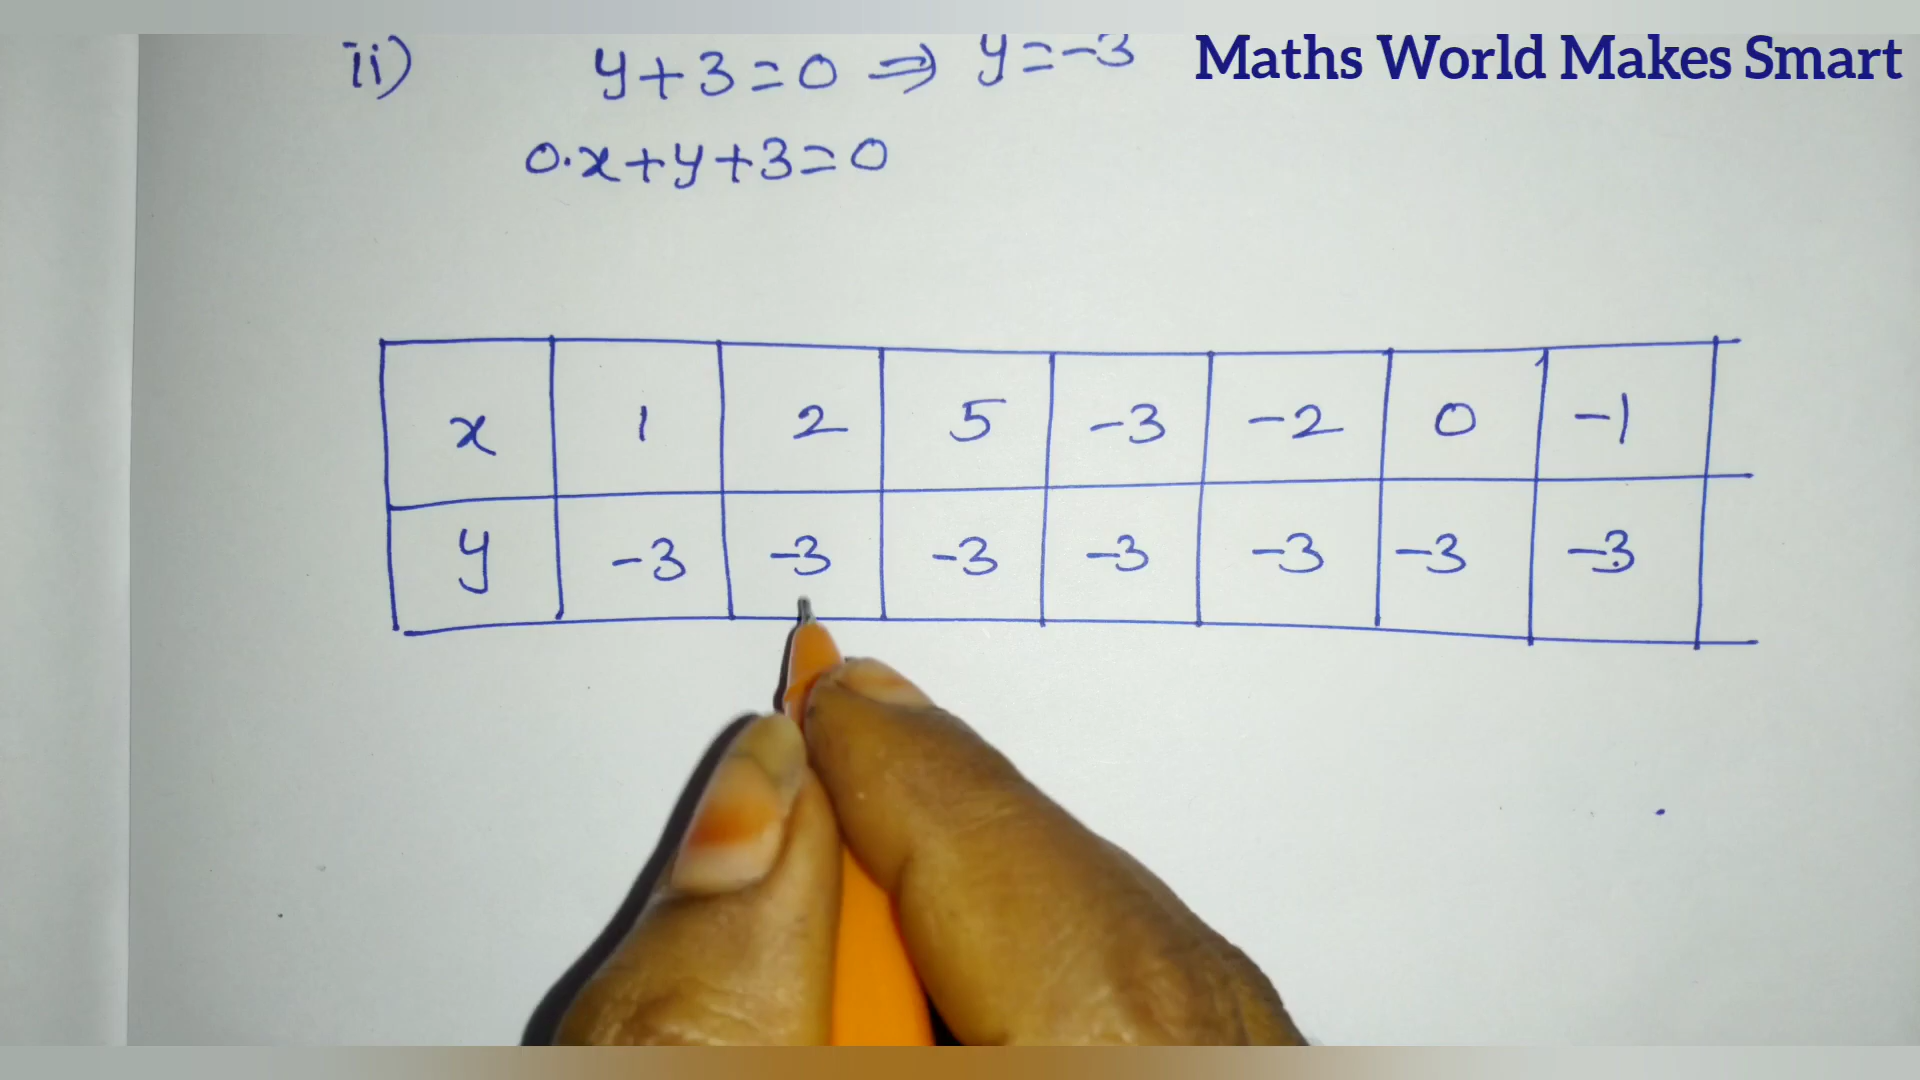 ii) y+3=0 ⇒ y=-3
Maths World Makes Smart
0.x+y+3=0
x 1 2 5 -3 -2 0 -1
y -3 -3 -3 -3 -3 -3 -3